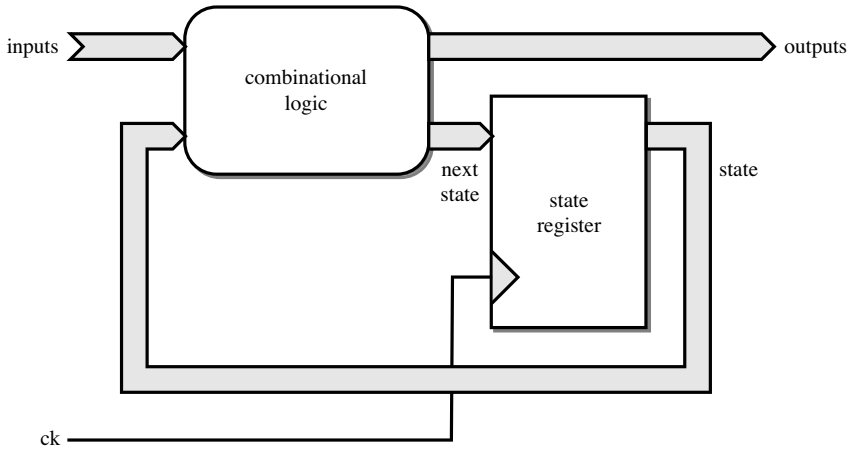 inputs
combinational
logic
outputs
next
state
state
register
state
ck